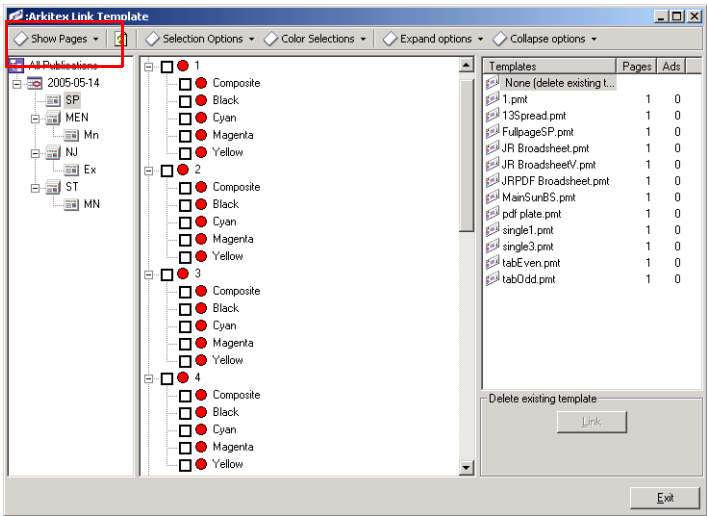 :Arkitex Link Template
Show Pages Selection Options Color Selections Expand options Collapse options
All Publications
2005-05-14
SP
MEN
Mn
NJ
Ex
ST
MN
1
Composite
Black
Cyan
Magenta
Yellow
2
Composite
Black
Cyan
Magenta
Yellow
3
Composite
Black
Cyan
Magenta
Yellow
4
Composite
Black
Cyan
Magenta
Yellow
Templates Pages Ads
None (delete existing t...
1.pmt 1 0
13Spread.pmt 1 0
FullpageSP.pmt 1 0
JR Broadsheet.pmt 1 0
JR BroadsheetV.pmt 1 0
JRPDF Broadsheet.pmt 1 0
MainSunBS.pmt 1 0
pdf plate.pmt 1 0
single1.pmt 1 0
single3.pmt 1 0
tabEven.pmt 1 0
tabOdd.pmt 1 0
Delete existing template
Link
Exit